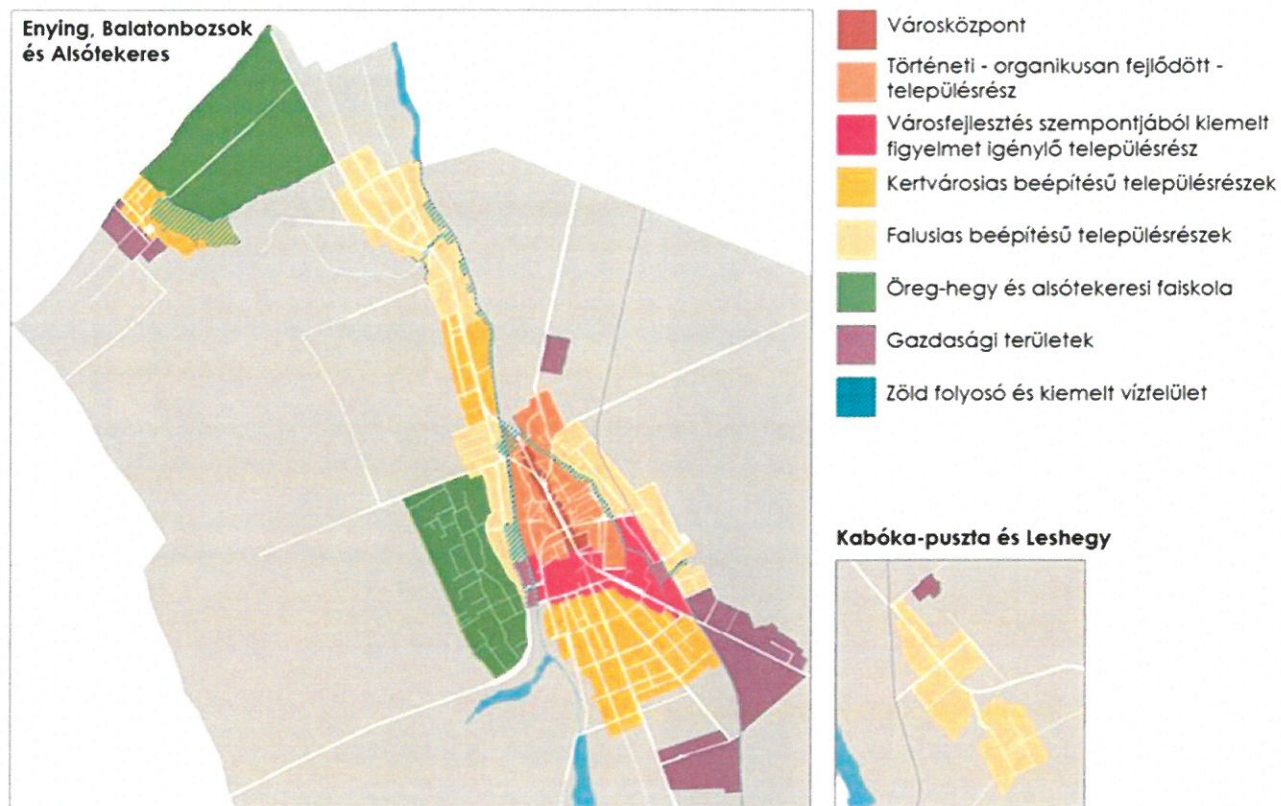 Enying, Balatonbozsok
és Alsótekeres
Városközpont
Történeti - organikusan fejlődött -
településrész
Városfejlesztés szempontjából kiemelt
figyelmet igénylő településrész
Kertvárosias beépítésű településrészek
Falusias beépítésű településrészek
Öreg-hegy és alsótekeresi faiskola
Gazdasági területek
Zöld folyosó és kiemelt vízfelület
Kabóka-puszta és Leshegy